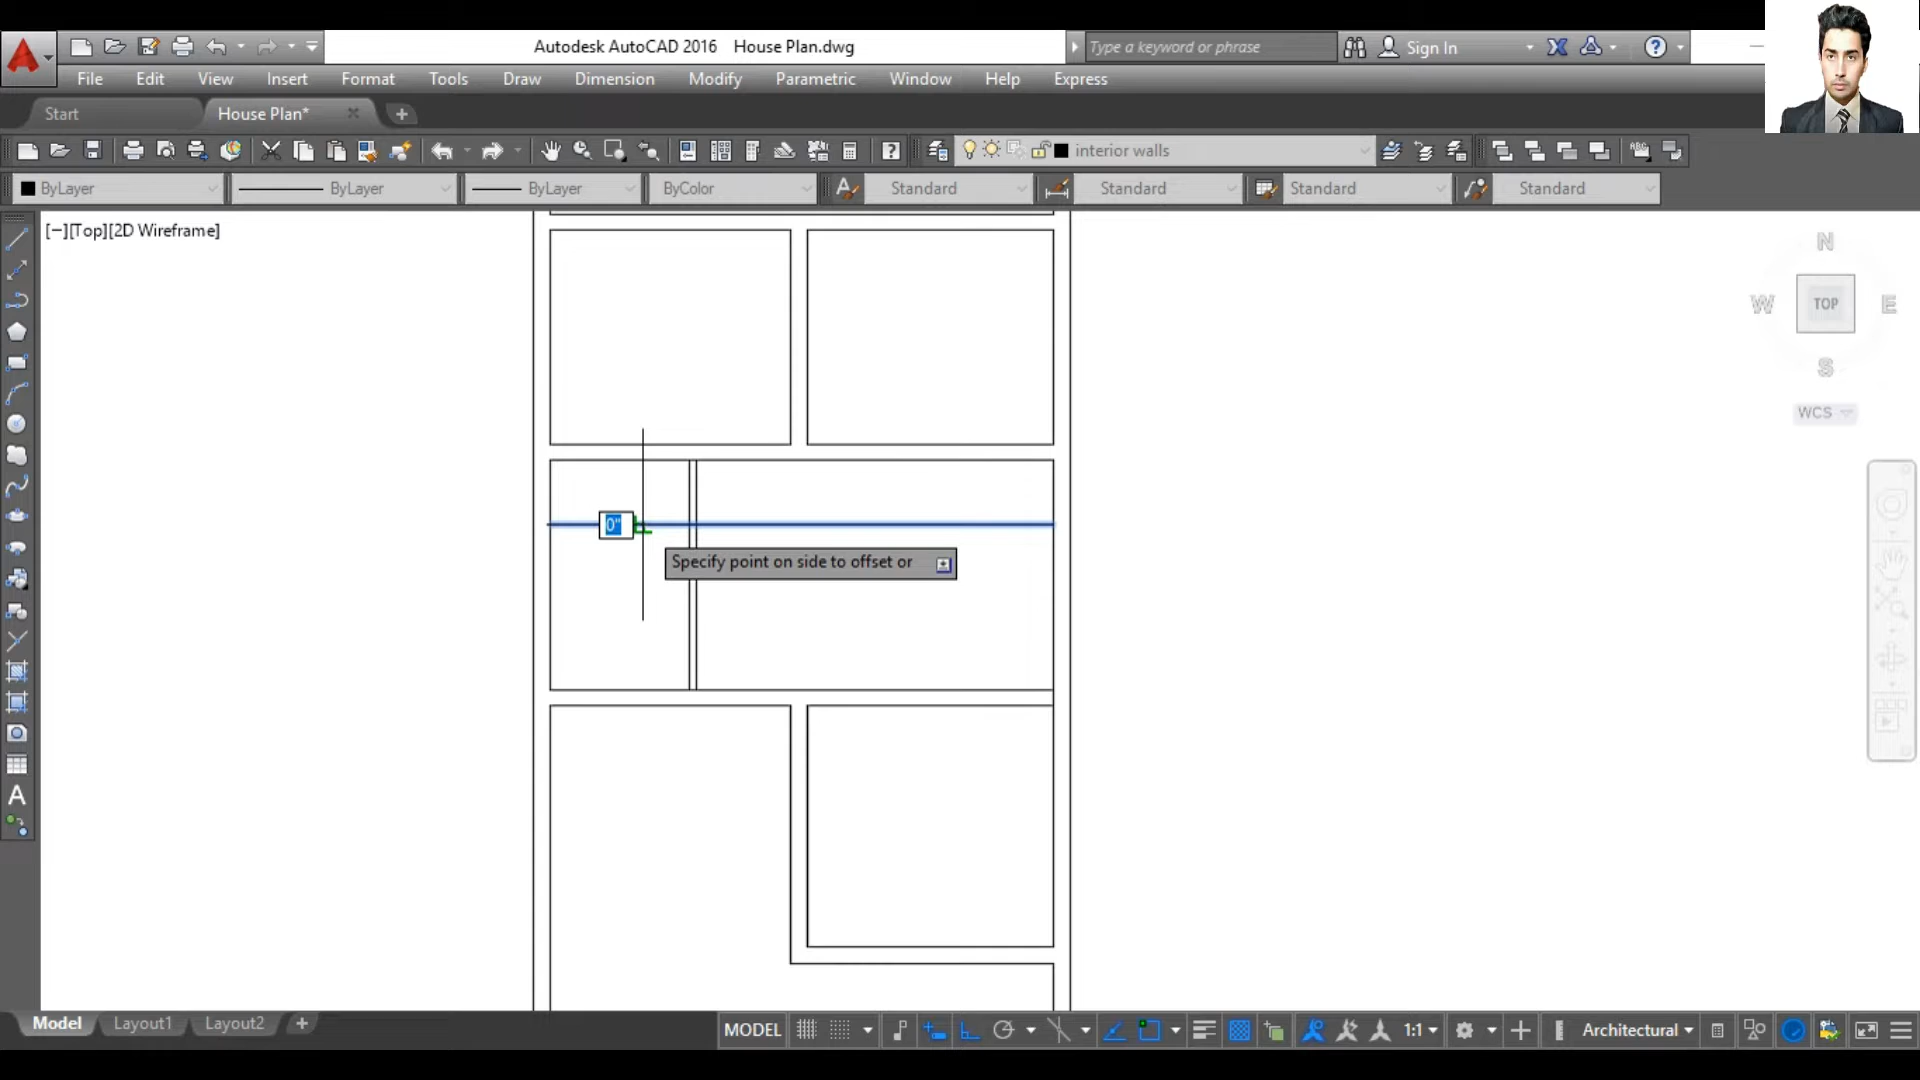 Autodesk AutoCAD 2016 House Plan.dwg
Type a keyword or phrase
Sign In
File Edit View Insert Format Tools Draw Dimension Modify Parametric Window Help Express
Start House Plan*
interior walls
ByLayer ByLayer ByLayer ByColor Standard Standard Standard Standard
[−][Top][2D Wireframe]
N
W TOP E
S
WCS
0"
Specify point on side to offset or
Model Layout1 Layout2
MODEL 1:1 Architectural